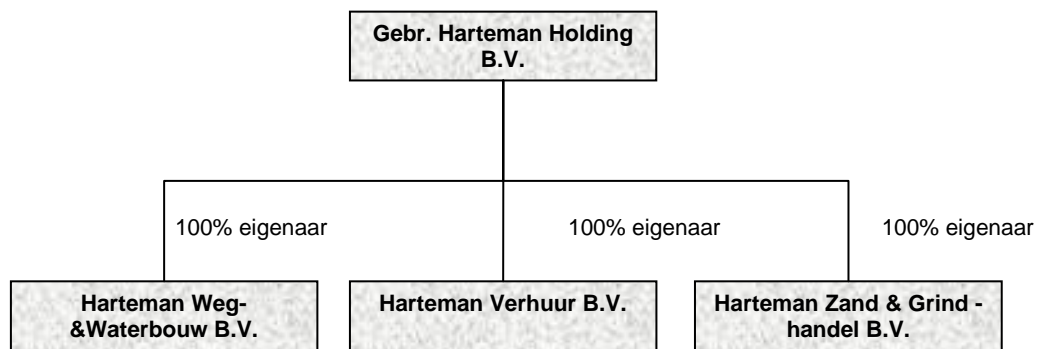 Gebr. Harteman Holding
B.V.
100% eigenaar
100% eigenaar
100% eigenaar
Harteman Weg-
&Waterbouw B.V.
Harteman Verhuur B.V.
Harteman Zand & Grind -
handel B.V.